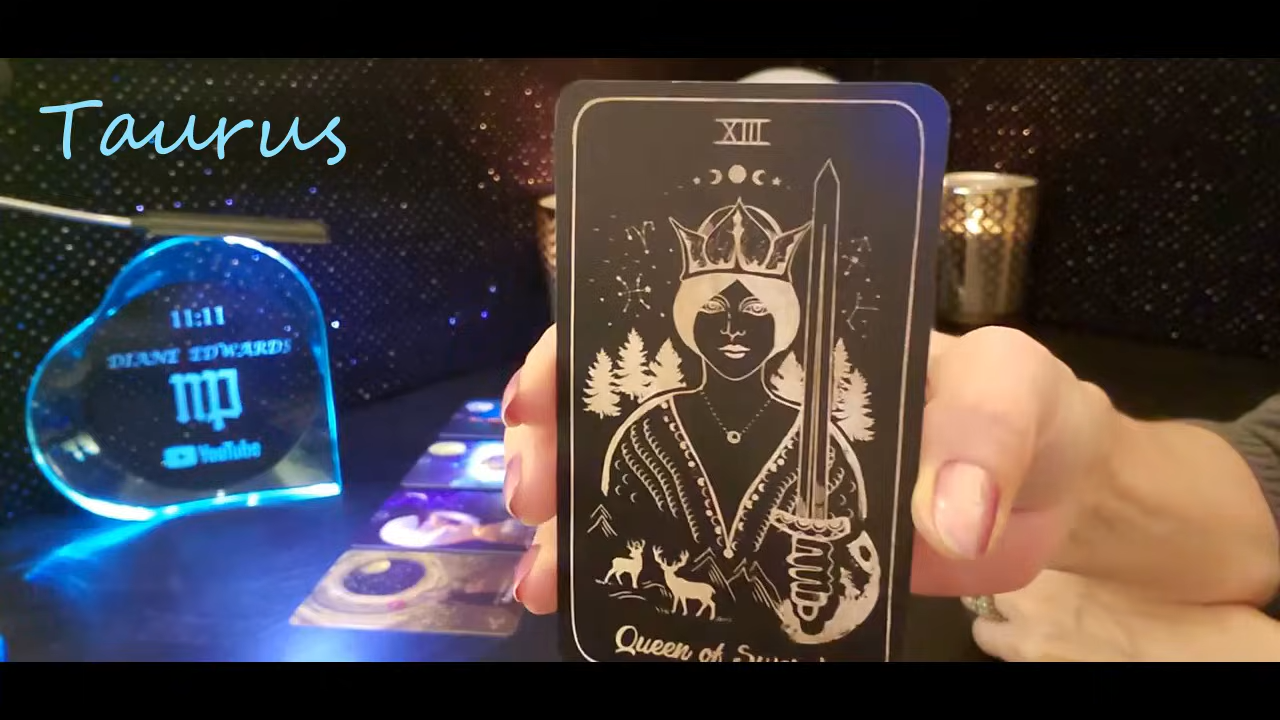 Taurus
XIII
11:11
DIANE EDWARDS
YouTube
Queen of